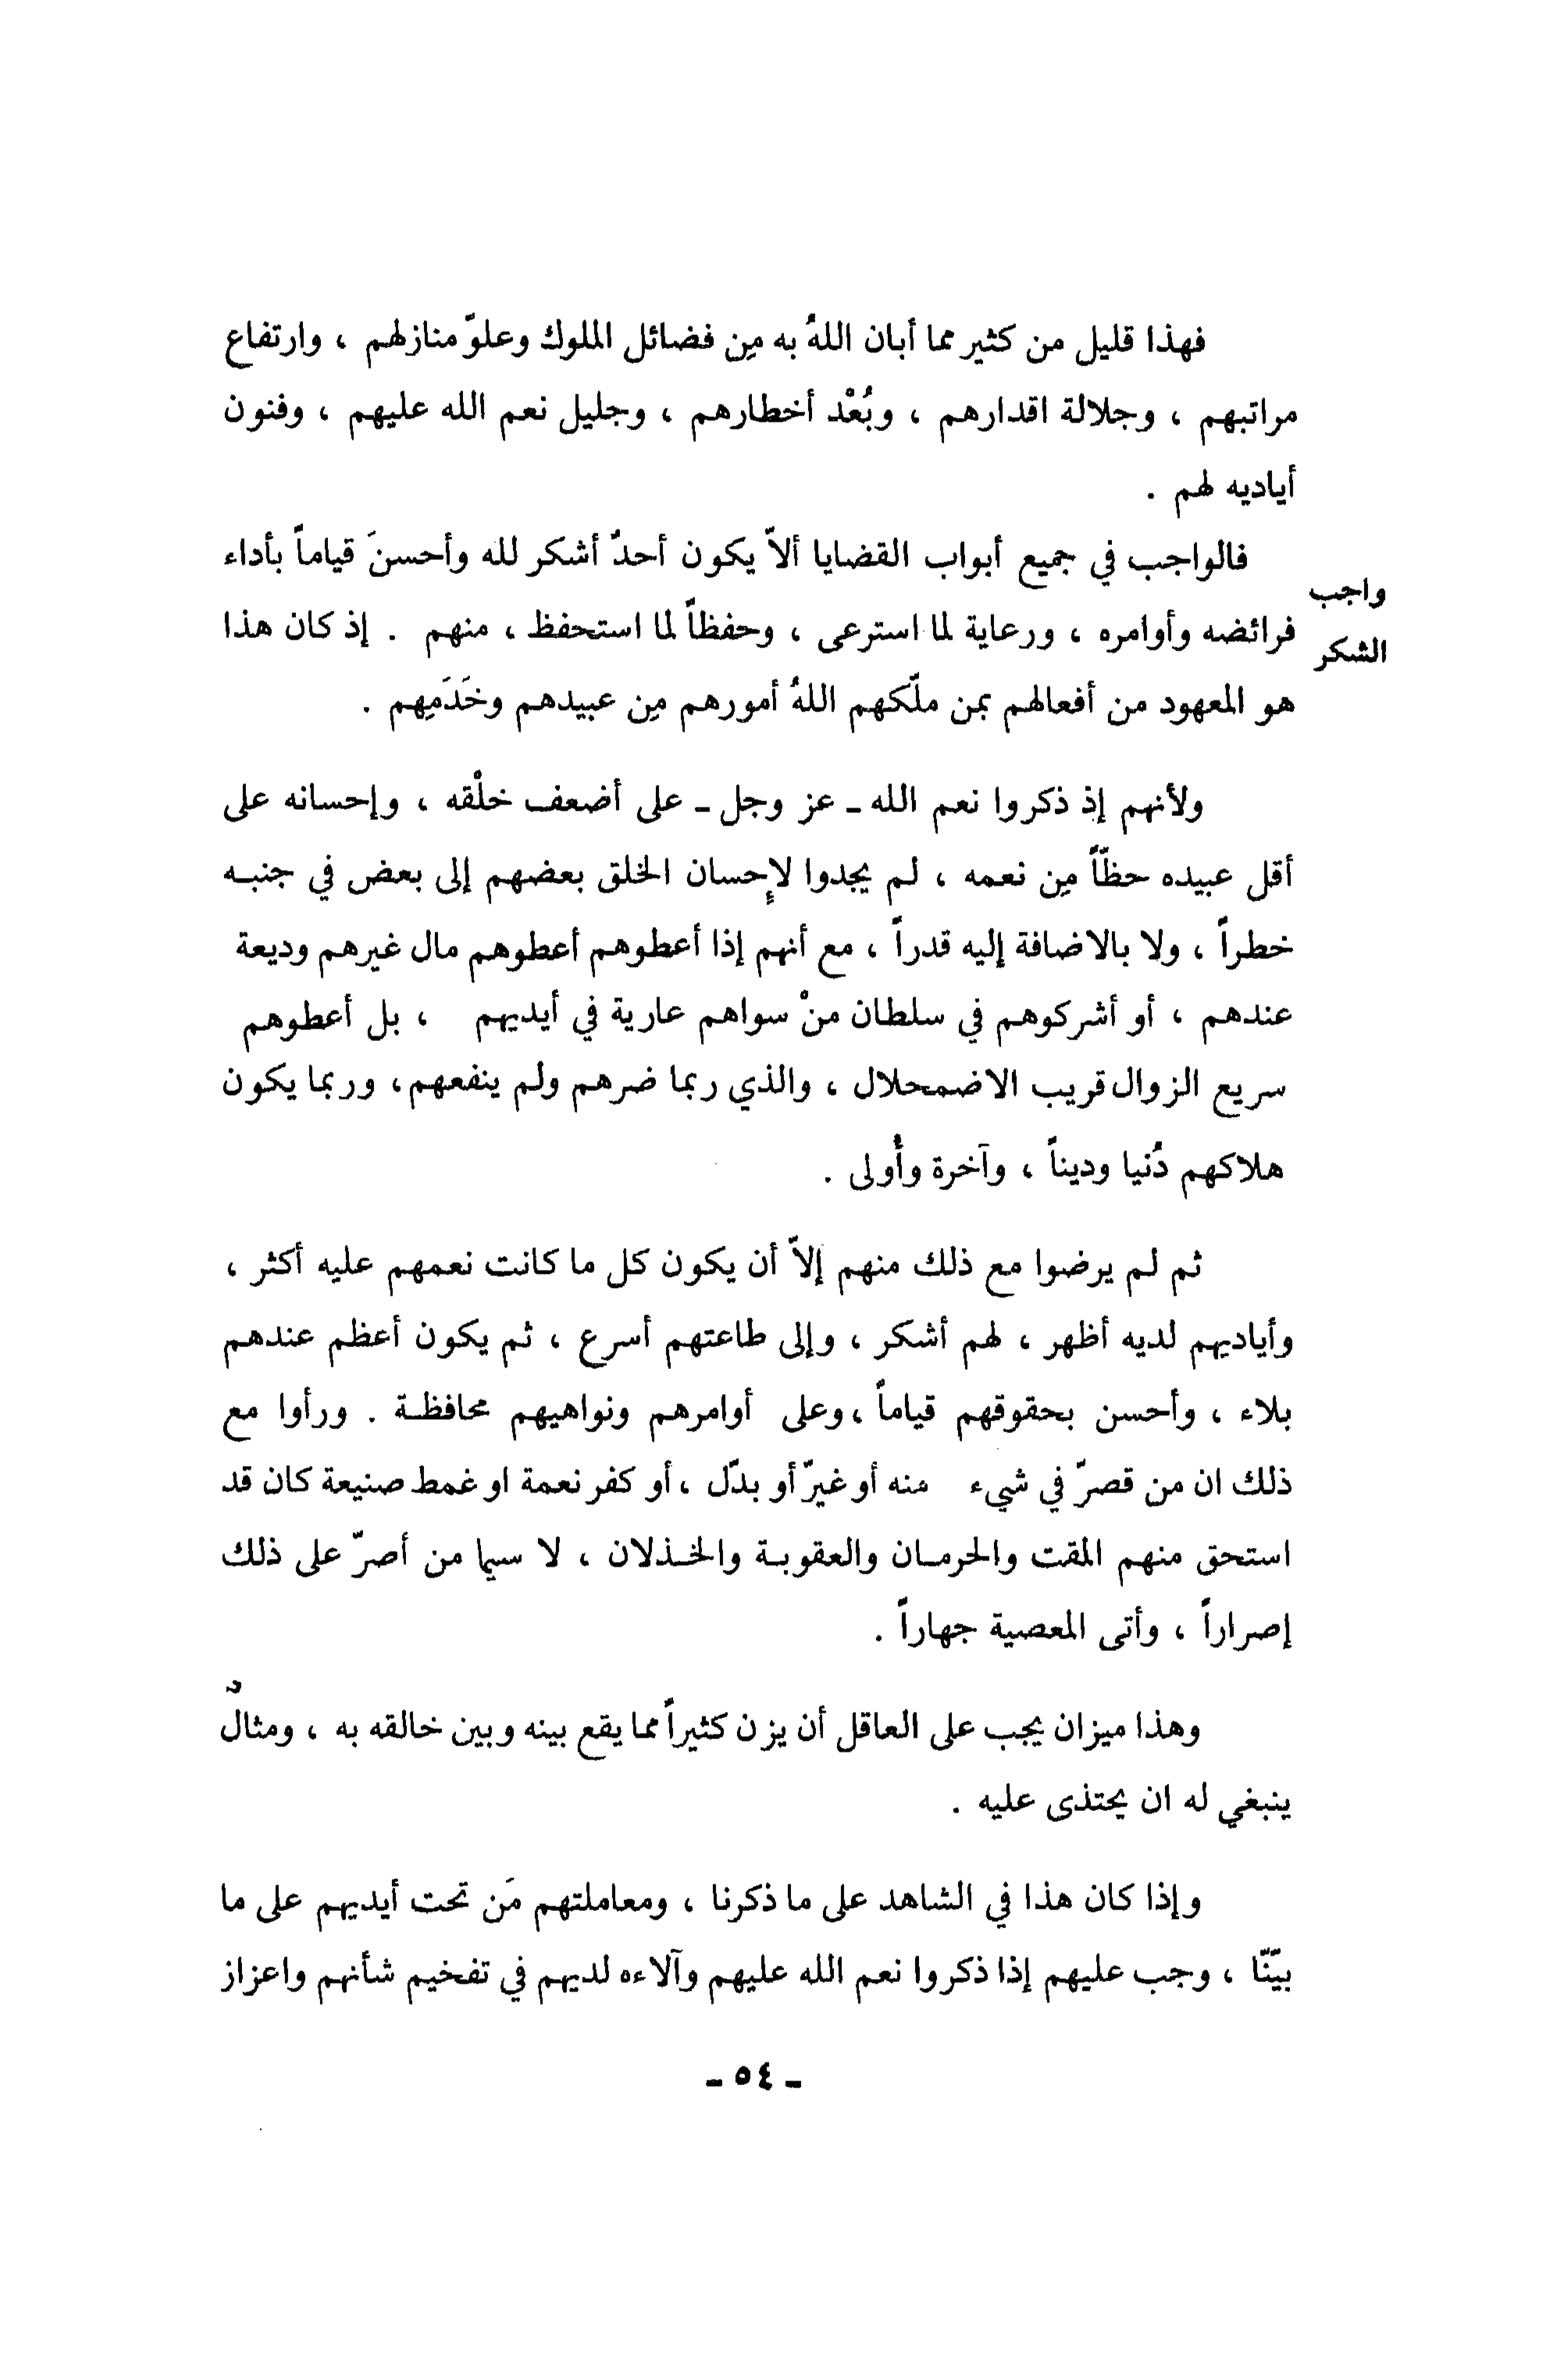 فهذا قليل من كثير مما أبان اللهُ به مِن فضائل الملوك وعلوّ منازلهم ، وارتفاع
مراتبهم ، وجلالة اقدارهم ، وبُعْد أخطارهم ، وجليل نعم الله عليهم ، وفنون
أياديه لهم .
فالواجب في جميع أبواب القضايا ألاّ يكون أحدٌ أشكر لله وأحسنَ قياماً بأداء
واجب
فرائضه وأوامره ، ورعاية لما استرعى ، وحفظاً لما استحفظ ، منهم . إذ كان هذا
الشكر
هو المعهود من أفعالهم بمن ملّكهم اللهُ أمورهم مِن عبيدهم وخَدَمِهم .
ولأنهم إذ ذكروا نعم الله ـ عز وجل ـ على أضعف خلْقه ، وإحسانه على
أقل عبيده حظّاً مِن نعمه ، لم يجدوا لإحسان الخلق بعضهم إلى بعض في جنبـه
خطراً ، ولا بالاضافة إليه قدراً ، مع أنهم إذا أعطوهم أعطوهم مال غيرهم وديعة
عندهم ، أو أشركوهم في سلطان منْ سواهم عارية في أيديهم ، بل أعطوهم
سريع الزوال قريب الاضمحلال ، والذي ربما ضرهم ولم ينفعهم، وربما يكون
هلاكهم دُنيا وديناً ، وآخرة وأُولى .
ثم لم يرضوا مع ذلك منهم إلاّ أن يكون كل ما كانت نعمهم عليه أكثر ،
وأياديهم لديه أظهر ، لهم أشكر ، وإلى طاعتهم أسرع ، ثم يكون أعظم عندهم
بلاء ، وأحسن بحقوقهم قياماً ،وعلى أوامرهم ونواهيهم محافظـة . ورأوا مع
ذلك ان من قصرّ في شيء منه أو غيرّ أو بدّل ، أو كفر نعمة او غمط صنيعة كان قد
استحق منهم المقت والحرمـان والعقوبـة والخـذلان ، لا سيما من أصرّ على ذلك
إصراراً ، وأتى المعصية جهاراً .
وهذا ميزان يجب على العاقل أن يزن كثيراً مما يقع بينه وبين خالقه به ، ومثالٌ
ينبغي له ان يحتذى عليه .
وإذا كان هذا في الشاهد على ما ذكرنا ، ومعاملتهم مَن تحت أيديهم على ما
بيّنّا ، وجب عليهم إذا ذكروا نعم الله عليهم وآلاءه لديهم في تفخيم شأنهم واعزاز
ـ ٥٤ ـ